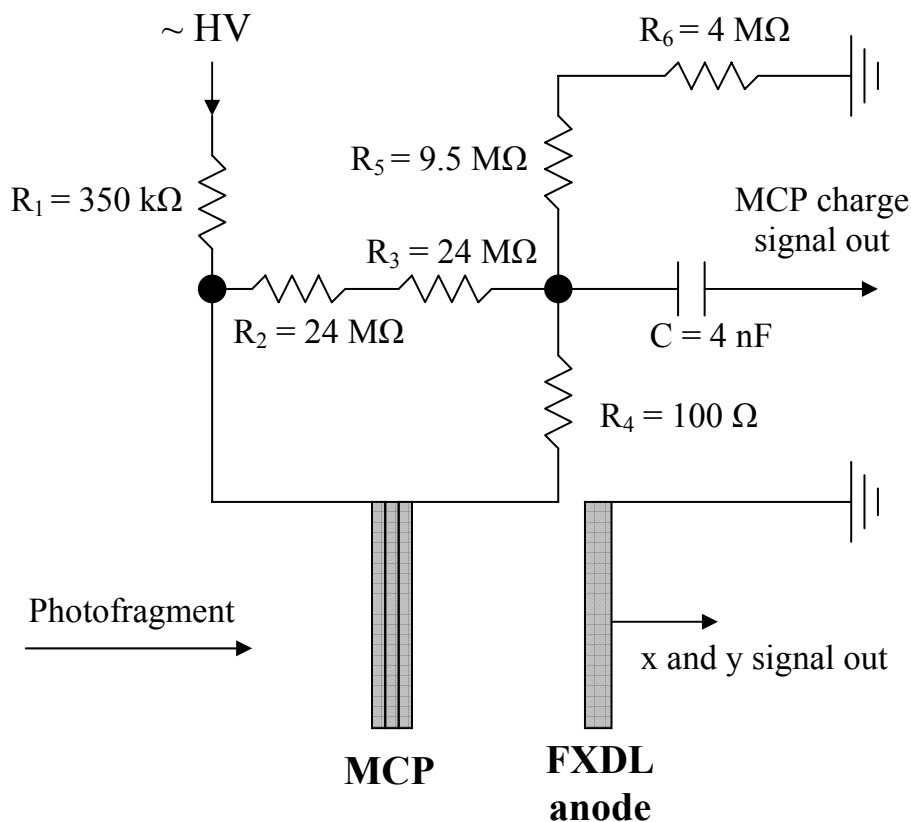 ~ HV
R₆ = 4 MΩ
R₅ = 9.5 MΩ
R₁ = 350 kΩ
MCP charge
signal out
R₃ = 24 MΩ
R₂ = 24 MΩ
C = 4 nF
R₄ = 100 Ω
Photofragment
x and y signal out
MCP
FXDL
anode